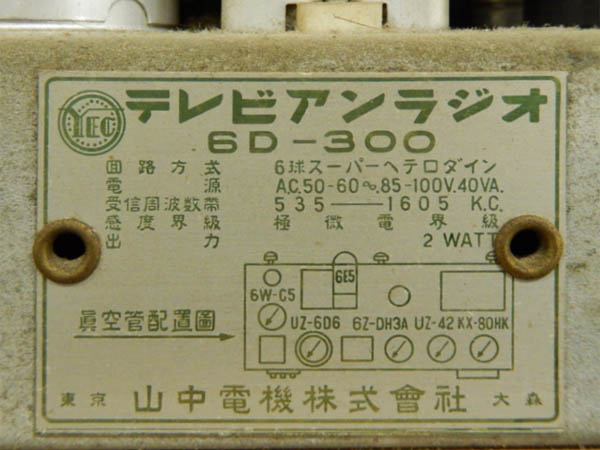 YEC テレビアンラジオ
6D-300
回路方式 6球スーパーヘテロダイン
電源 A.C.50-60~.85-100V.40VA.
受信周波数帯 535—1605 K.C.
感度界級 極微電界級
出力 2 WATT
6W-C5 6E5
眞空管配置圖 UZ-6D6 6Z-DH3A UZ-42 KX-80HK
東京 山中電機株式會社 大森